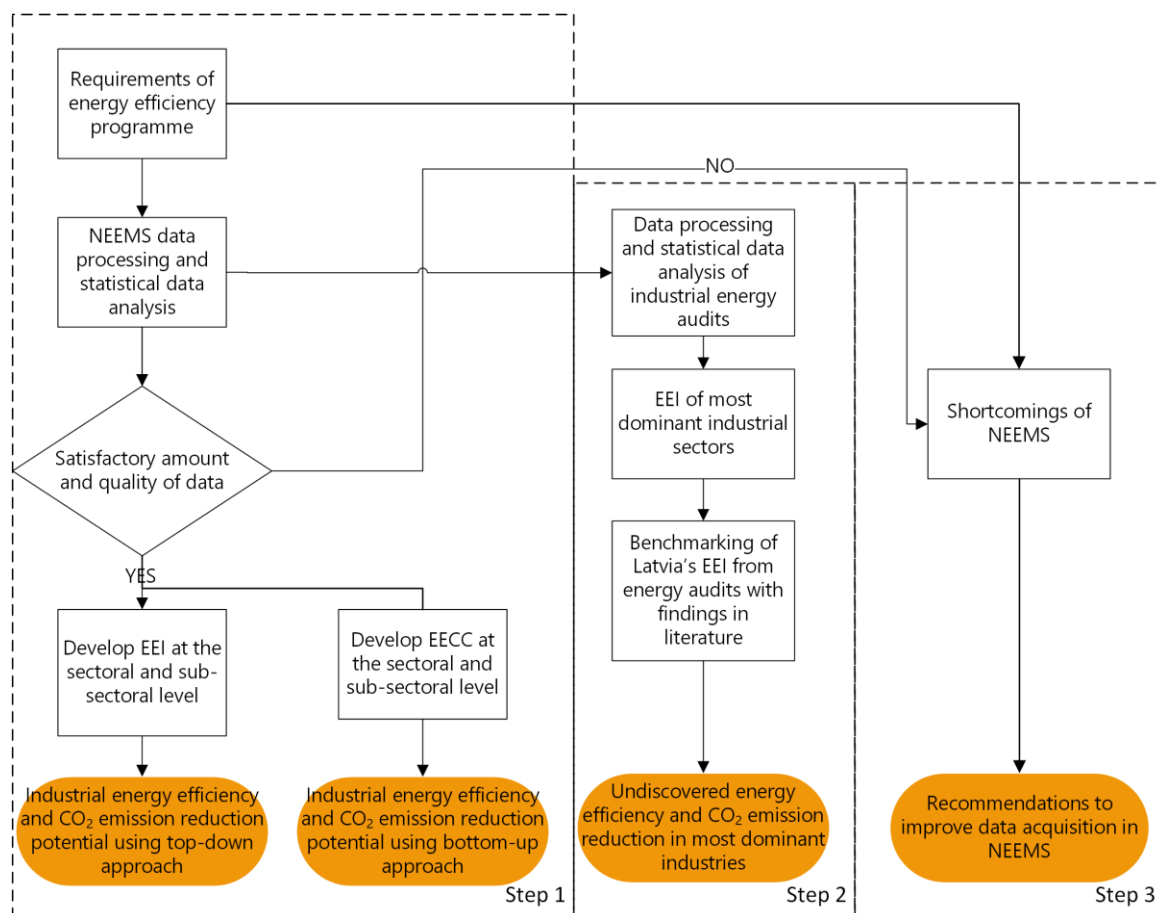 Requirements of
energy efficiency
programme
NEEMS data
processing and
statistical data
analysis
Satisfactory amount
and quality of data
YES
NO
Develop EEI at the
sectoral and sub-
sectoral level
Develop EECC at
the sectoral and
sub-sectoral level
Industrial energy efficiency
and CO₂ emission reduction
potential using top-down
approach
Industrial energy efficiency
and CO₂ emission reduction
potential using bottom-up
approach
Step 1
Data processing
and statistical data
analysis of
industrial energy
audits
EEI of most
dominant industrial
sectors
Benchmarking of
Latvia's EEI from
energy audits with
findings in
literature
Undiscovered energy
efficiency and CO₂ emission
reduction in most dominant
industries
Step 2
Shortcomings of
NEEMS
Recommendations to
improve data acquisition in
NEEMS
Step 3